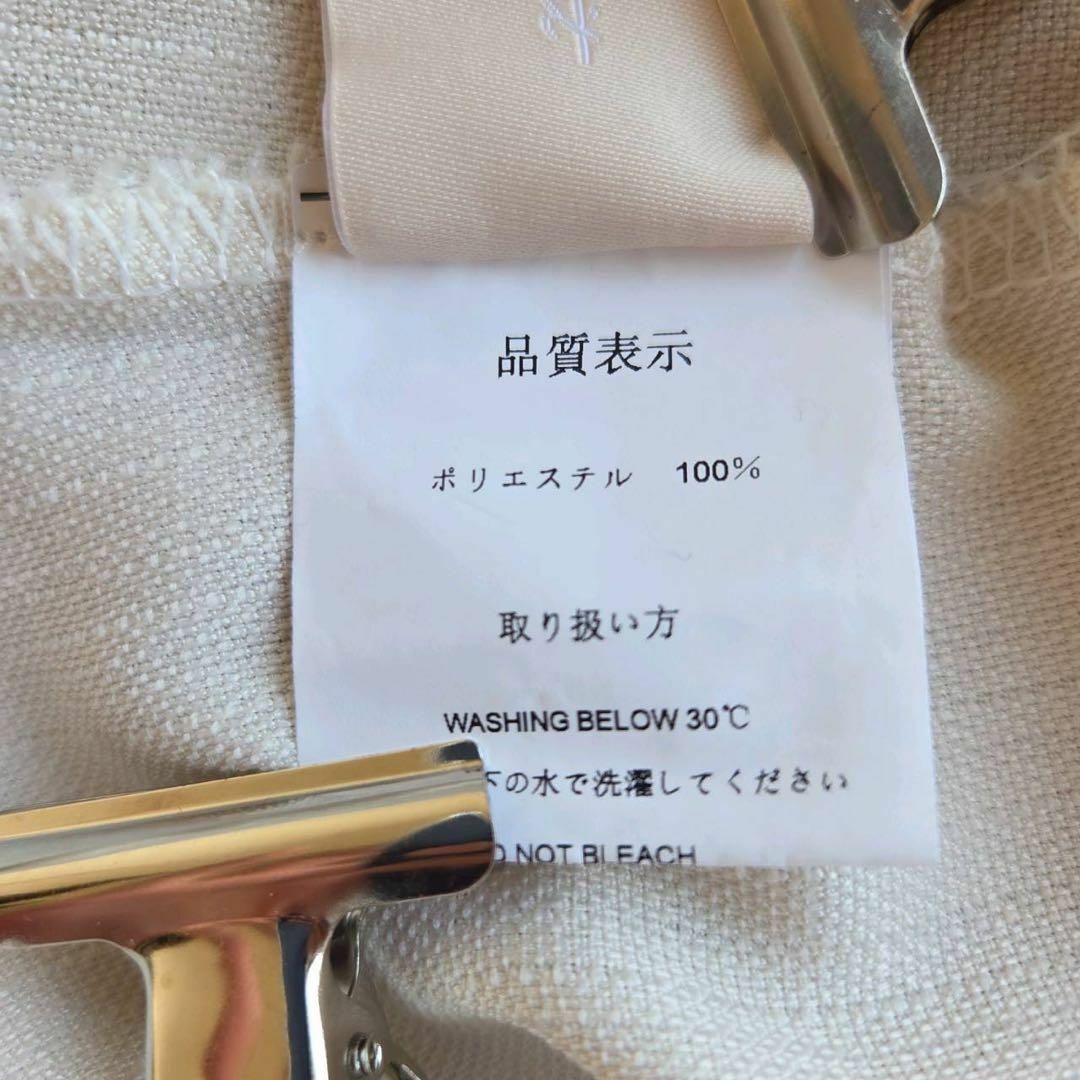 品質表示
ポリエステル 100%
取り扱い方
WASHING BELOW 30℃
下の水で洗濯してください
NOT BLEACH